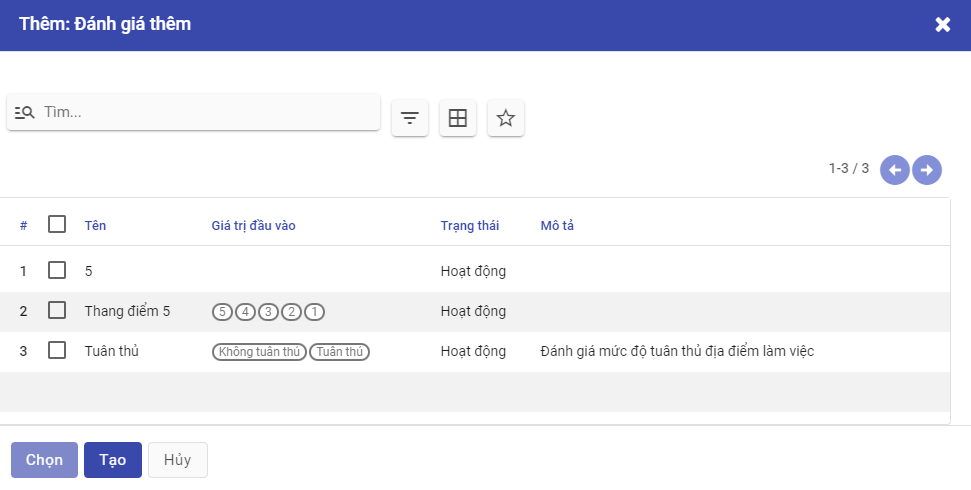 Thêm: Đánh giá thêm
Tìm...
1-3 / 3
# Tên Giá trị đầu vào Trạng thái Mô tả
1 5 Hoạt động
2 Thang điểm 5 5 4 3 2 1 Hoạt động
3 Tuân thủ Không tuân thủ Tuân thủ Hoạt động Đánh giá mức độ tuân thủ địa điểm làm việc
Chọn Tạo Hủy